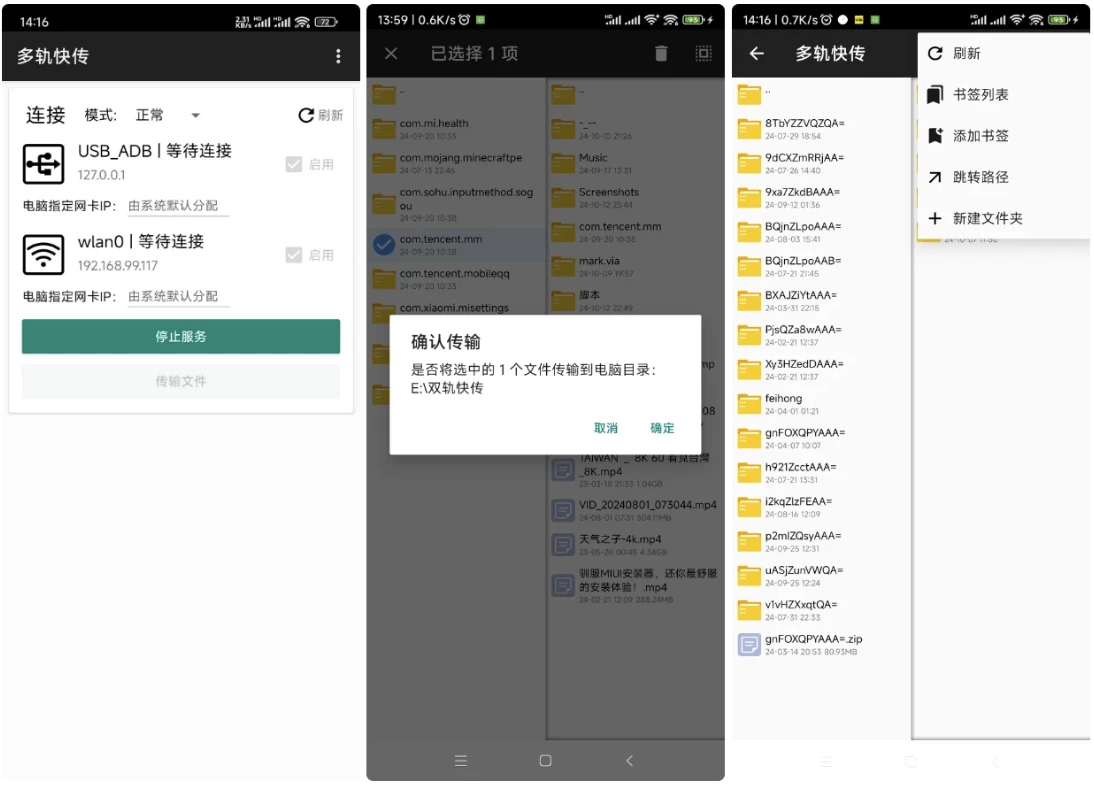 14:16
2.31 KB/s
72
多轨快传
连接 模式: 正常
刷新
USB_ADB | 等待连接
127.0.0.1
启用
电脑指定网卡IP: 由系统默认分配
wlan0 | 等待连接
192.168.99.117
启用
电脑指定网卡IP: 由系统默认分配
停止服务
传输文件
13:59 | 0.6K/s
95
已选择 1 项
..
com.mi.health
24-09-20 10:33
com.mojang.minecraftpe
24-07-13 22:46
com.sohu.inputmethod.sog
ou
24-09-20 10:38
com.tencent.mm
24-09-20 10:38
com.tencent.mobileqq
24-09-20 10:33
com.xiaomi.misettings
..
-_--
24-10-10 21:26
Music
24-09-17 13:31
Screenshots
24-10-12 23:44
com.tencent.mm
24-09-20 10:38
mark.via
24-10-09 19:57
脚本
24-10-12 22:49
mp
08
确认传输
是否将选中的 1 个文件传输到电脑目录:
E:\双轨快传
取消 确定
TAIWAN _ 8K 60 看見台灣
_8K.mp4
23-03-18 21:33 1.04GB
VID_20240801_073044.mp4
24-08-01 07:31 304.19MB
天气之子-4k.mp4
23-05-20 00:45 4.34GB
驯服MIUI安装器，还你最舒服
的安装体验！.mp4
24-02-21 12:09 288.24MB
14:16 | 0.7K/s
95
多轨快传
刷新
书签列表
添加书签
跳转路径
新建文件夹
..
8TbYZZVQZQA=
24-07-29 18:54
9dCXZmRRjAA=
24-07-26 14:40
9xa7ZkdBAAA=
24-09-12 01:36
BQjnZLpoAAA=
24-08-03 15:41
BQjnZLpoAAB=
24-07-21 21:45
BXAJZiYtAAA=
24-03-31 22:15
PjsQZa8wAAA=
24-02-21 12:37
Xy3HZedDAAA=
24-02-21 12:37
feihong
24-04-01 01:21
gnFOXQPYAAA=
24-04-07 10:07
h921ZcctAAA=
24-07-21 13:31
i2kqZlzFEAA=
24-08-16 12:09
p2mIZQsyAAA=
24-09-25 12:31
uASjZunVWQA=
24-09-25 12:24
v1vHZXxqtQA=
24-07-31 22:33
gnFOXQPYAAA=.zip
24-03-14 20:53 80.93MB